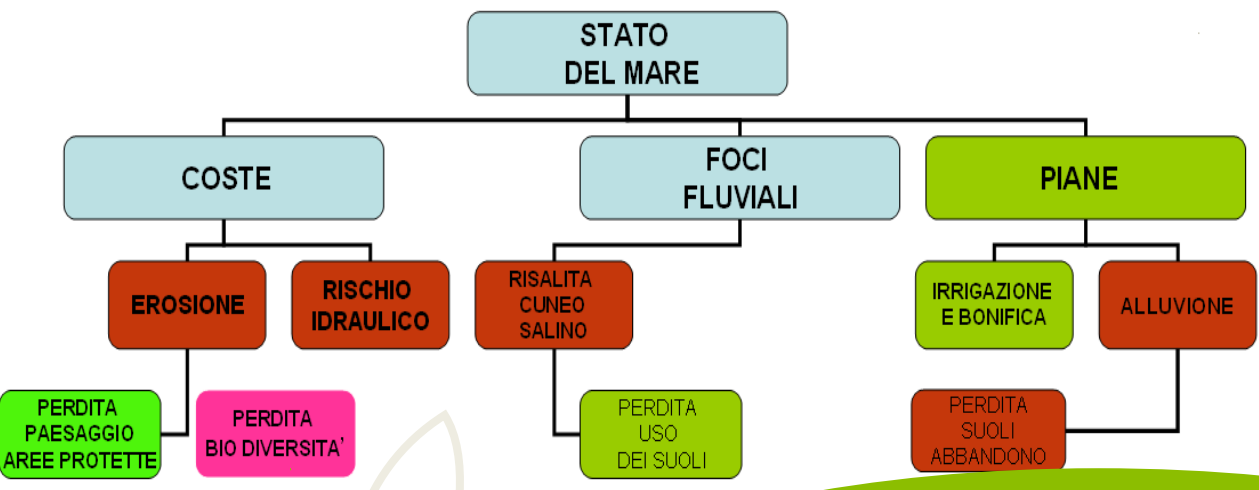 STATO
DEL MARE
COSTE
FOCI
FLUVIALI
PIANE
EROSIONE
RISCHIO
IDRAULICO
RISALITA
CUNEO
SALINO
IRRIGAZIONE
E BONIFICA
ALLUVIONE
PERDITA
PAESAGGIO
AREE PROTETTE
PERDITA
BIO DIVERSITA'
PERDITA
USO
DEI SUOLI
PERDITA
SUOLI
ABBANDONO